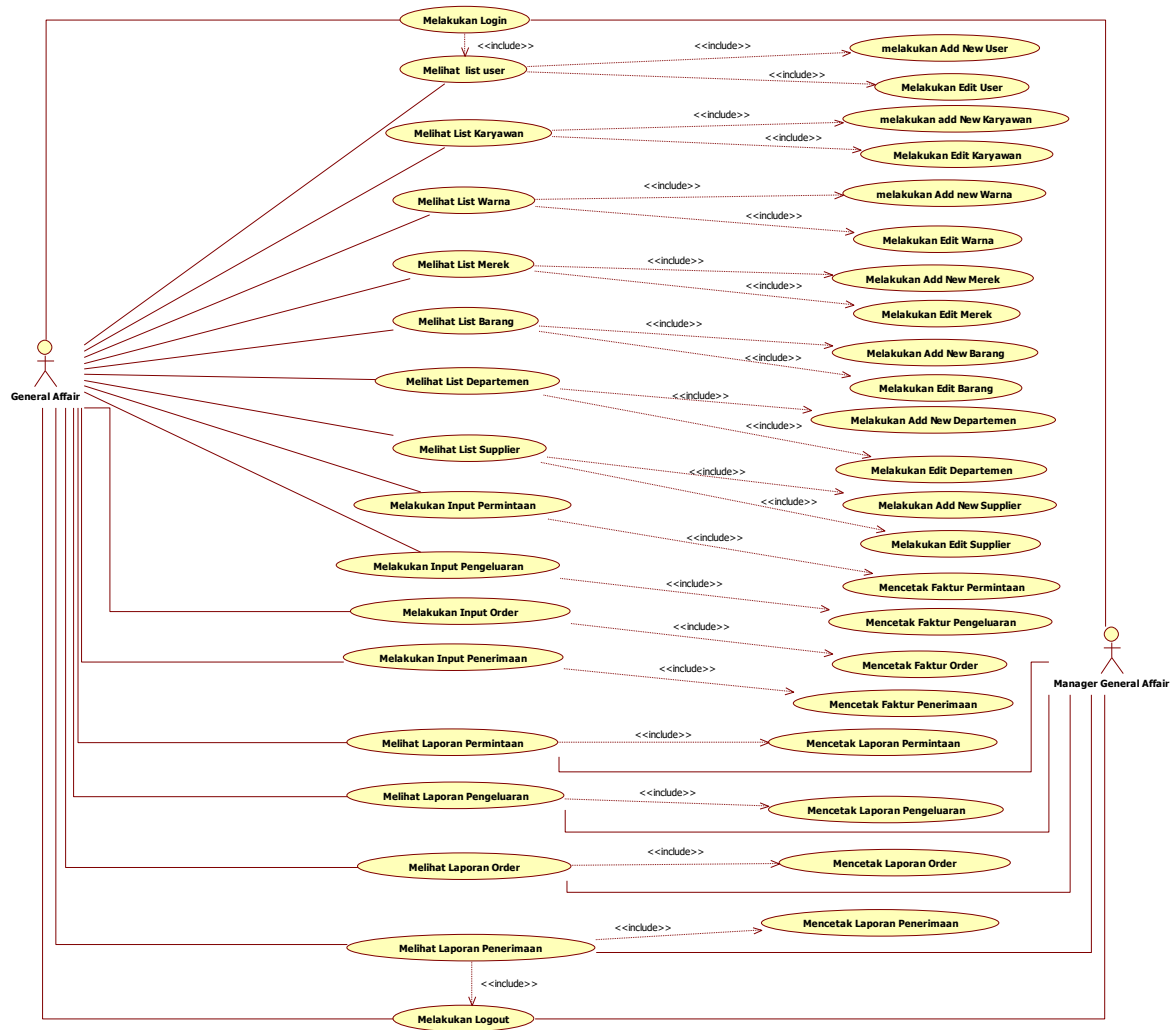 Melakukan Login
<<include>>
<<include>>
melakukan Add New User
Melihat  list user
<<include>>
Melakukan Edit User
<<include>>
melakukan add New Karyawan
Melihat List Karyawan
<<include>>
Melakukan Edit Karyawan
<<include>>
melakukan Add new Warna
Melihat List Warna
<<include>>
Melakukan Edit Warna
<<include>>
Melihat List Merek
Melakukan Add New Merek
<<include>>
Melakukan Edit Merek
Melihat List Barang
<<include>>
Melakukan Add New Barang
<<include>>
Melakukan Edit Barang
Melihat List Departemen
General Affair
<<include>>
Melakukan Add New Departemen
<<include>>
Melihat List Supplier
Melakukan Edit Departemen
<<include>>
Melakukan Input Permintaan
Melakukan Add New Supplier
<<include>>
<<include>>
Melakukan Edit Supplier
Melakukan Input Pengeluaran
<<include>>
Mencetak Faktur Permintaan
Melakukan Input Order
<<include>>
Mencetak Faktur Pengeluaran
Melakukan Input Penerimaan
Mencetak Faktur Order
<<include>>
Manager General Affair
Mencetak Faktur Penerimaan
<<include>>
Melihat Laporan Permintaan
Mencetak Laporan Permintaan
Melihat Laporan Pengeluaran
<<include>>
Mencetak Laporan Pengeluaran
<<include>>
Melihat Laporan Order
Mencetak Laporan Order
<<include>>
Mencetak Laporan Penerimaan
Melihat Laporan Penerimaan
<<include>>
Melakukan Logout